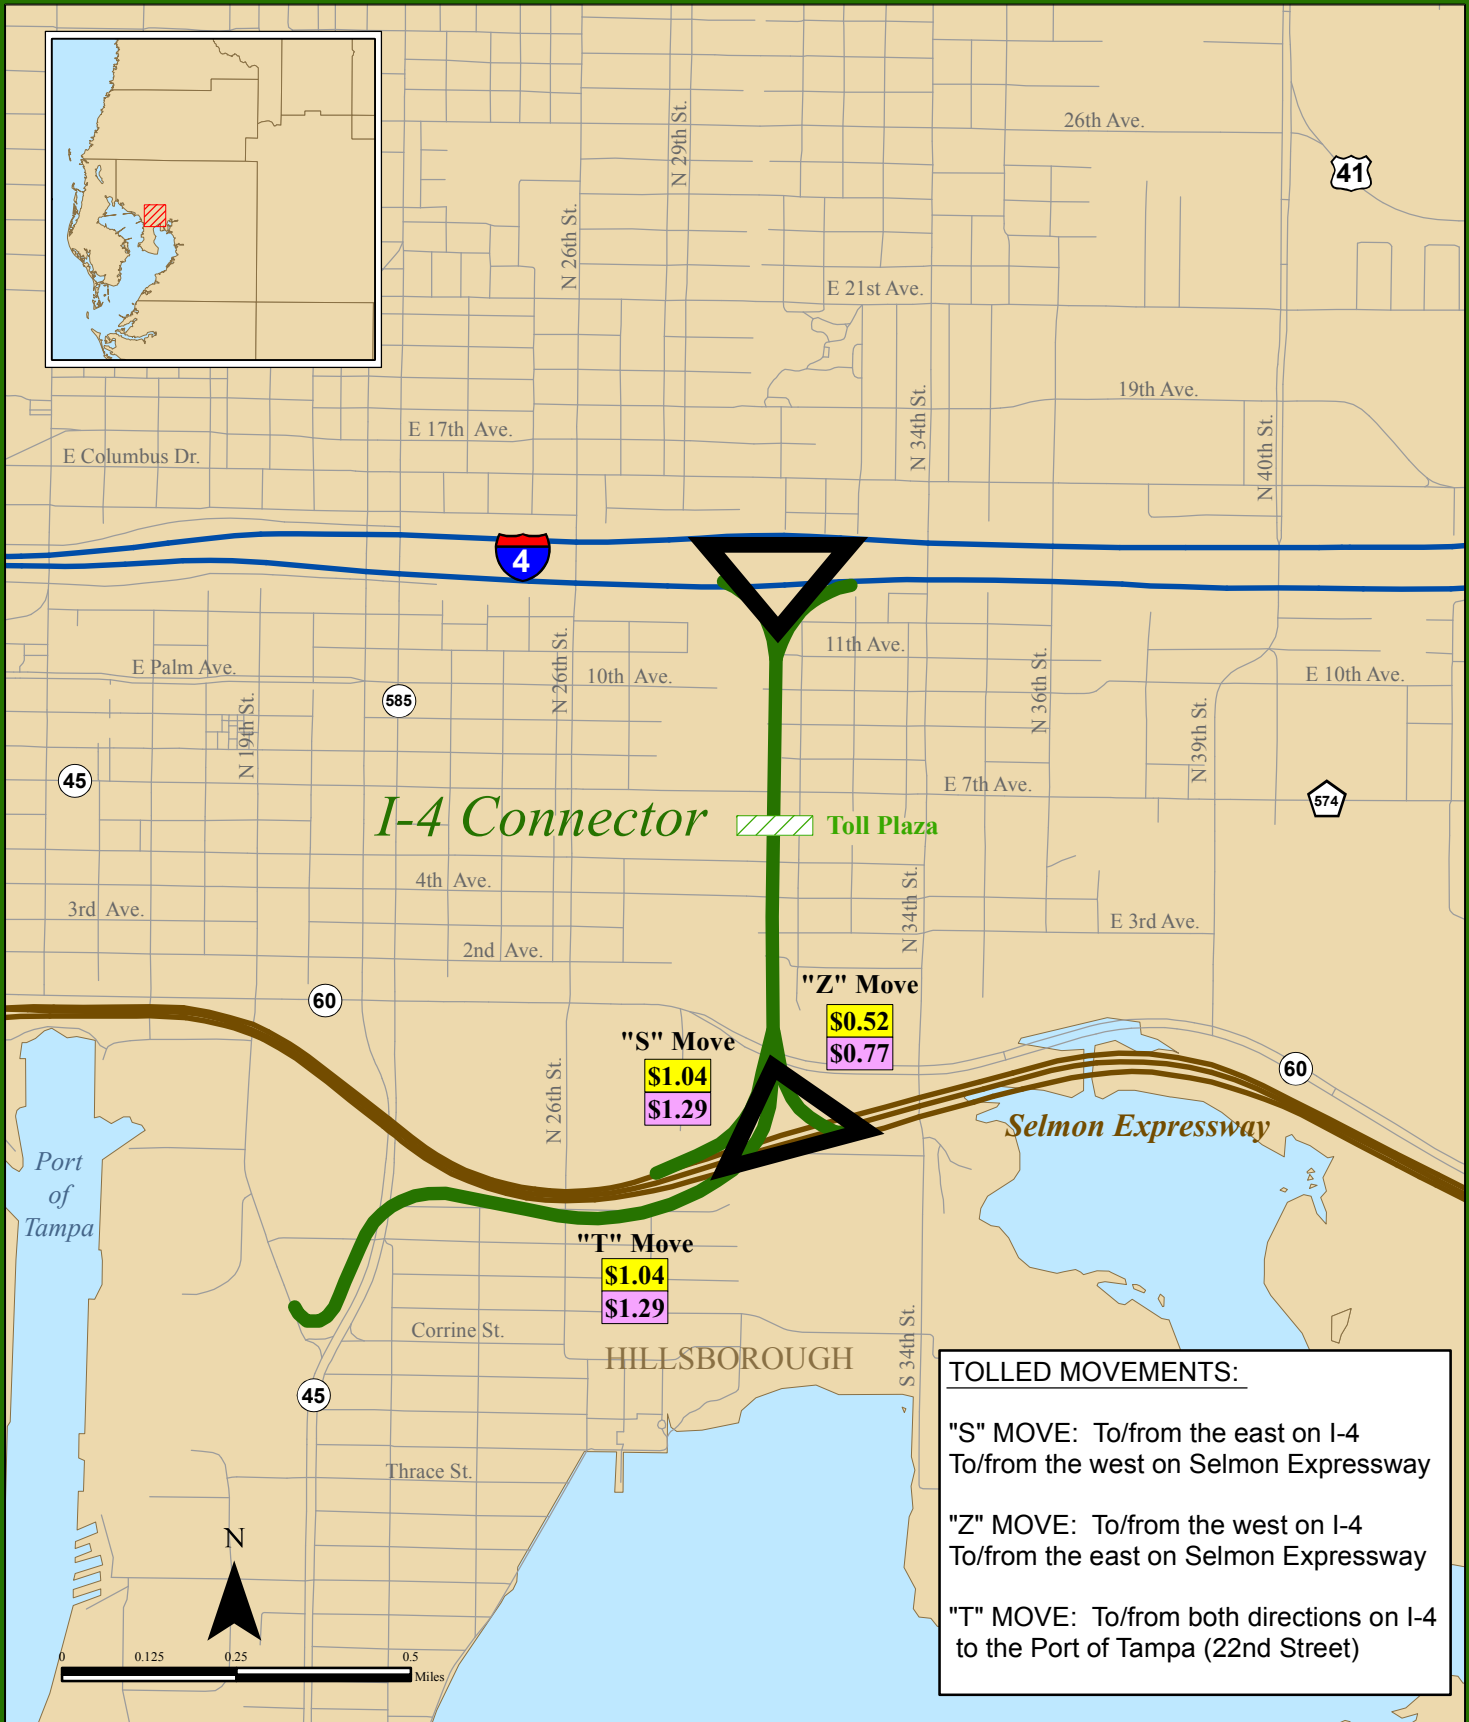 26th Ave.
N 29th St.
41
N 26th St.
E 21st Ave.
19th Ave.
N 34th St.
E 17th Ave.
N 40th St.
E Columbus Dr.
4
11th Ave.
N 26th St.
E Palm Ave.
10th Ave.
N 36th St.
E 10th Ave.
585
N 19th St.
N 39th St.
45
E 7th Ave.
574
I-4 Connector
Toll Plaza
4th Ave.
3rd Ave.
N 34th St.
E 3rd Ave.
2nd Ave.
60
"Z" Move
$0.52
$0.77
"S" Move
$1.04
$1.29
60
N 26th St.
Selmon Expressway
Port
of
Tampa
"T" Move
$1.04
$1.29
Corrine St.
HILLSBOROUGH
S 34th St.
45
Thrace St.
N
0 0.125 0.25 0.5
Miles
TOLLED MOVEMENTS:
"S" MOVE: To/from the east on I-4
To/from the west on Selmon Expressway
"Z" MOVE: To/from the west on I-4
To/from the east on Selmon Expressway
"T" MOVE: To/from both directions on I-4
to the Port of Tampa (22nd Street)